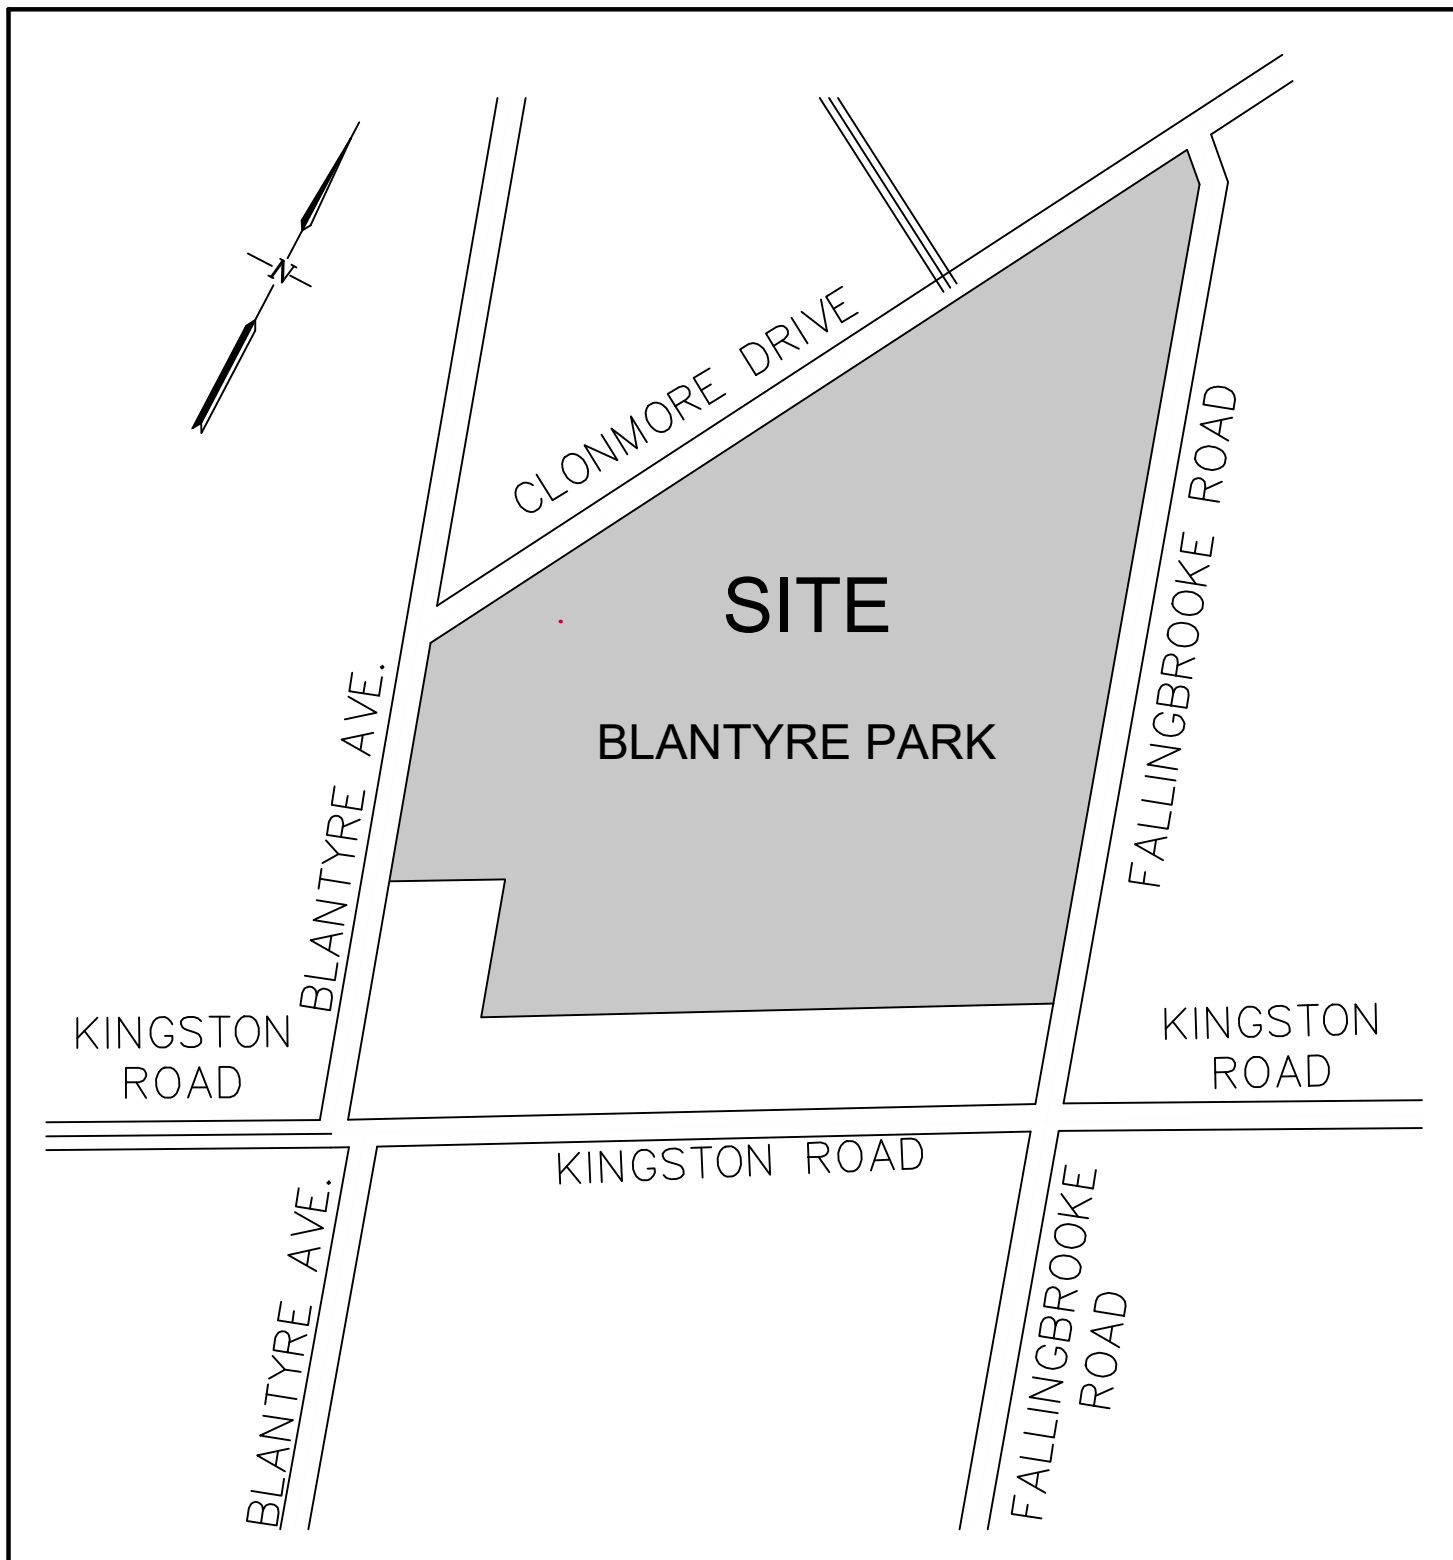 N
CLONMORE DRIVE
SITE
BLANTYRE PARK
FALLINGBROOKE ROAD
BLANTYRE AVE.
KINGSTON
ROAD
KINGSTON
ROAD
KINGSTON ROAD
BLANTYRE AVE.
FALLINGBROOKE
ROAD